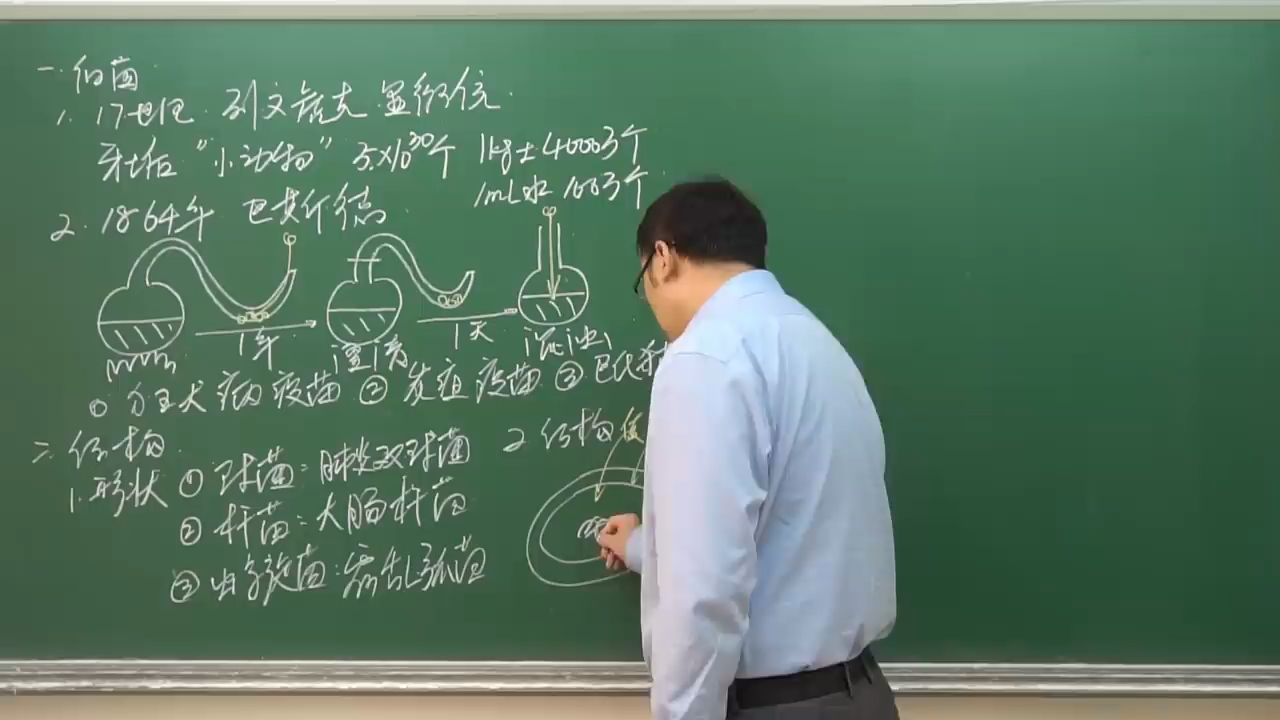 一. 细菌
1. 17世纪. 列文虎克 显微镜.
牙垢 "小动物" 5×10³⁰个 1kg土 4000万个
1mL水 100万个.
2. 1864年 巴斯德.
1年 1天
①狂犬病疫苗 ②炭疽疫苗 ③巴氏杀
二. 结构.
1. 形状 ①球菌: 肺炎双球菌
②杆菌: 大肠杆菌
③螺旋菌: 霍乱弧菌
2 结构